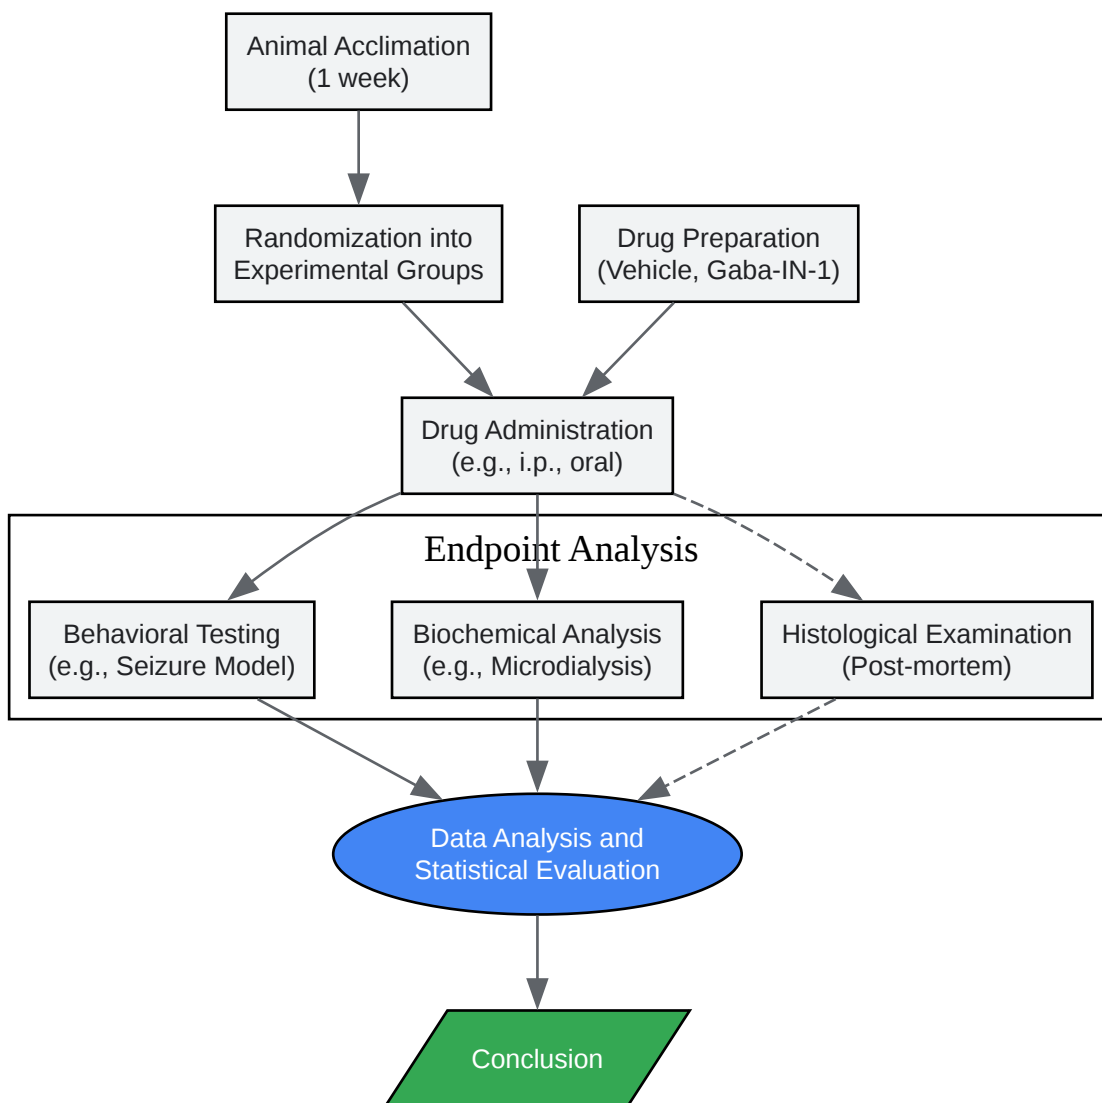 Animal Acclimation
(1 week)
Randomization into
Experimental Groups
Drug Preparation
(Vehicle, Gaba-IN-1)
Drug Administration
(e.g., i.p., oral)
Endpoint Analysis
Behavioral Testing
(e.g., Seizure Model)
Biochemical Analysis
(e.g., Microdialysis)
Histological Examination
(Post-mortem)
Data Analysis and
Statistical Evaluation
Conclusion